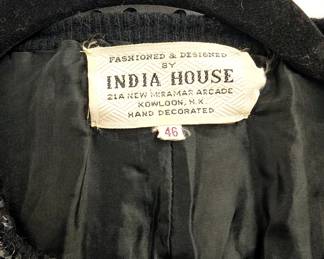 FASHIONED & DESIGNED
BY
INDIA HOUSE
21A NEW MIRAMAR ARCADE
KOWLOON, H.K.
HAND DECORATED
46